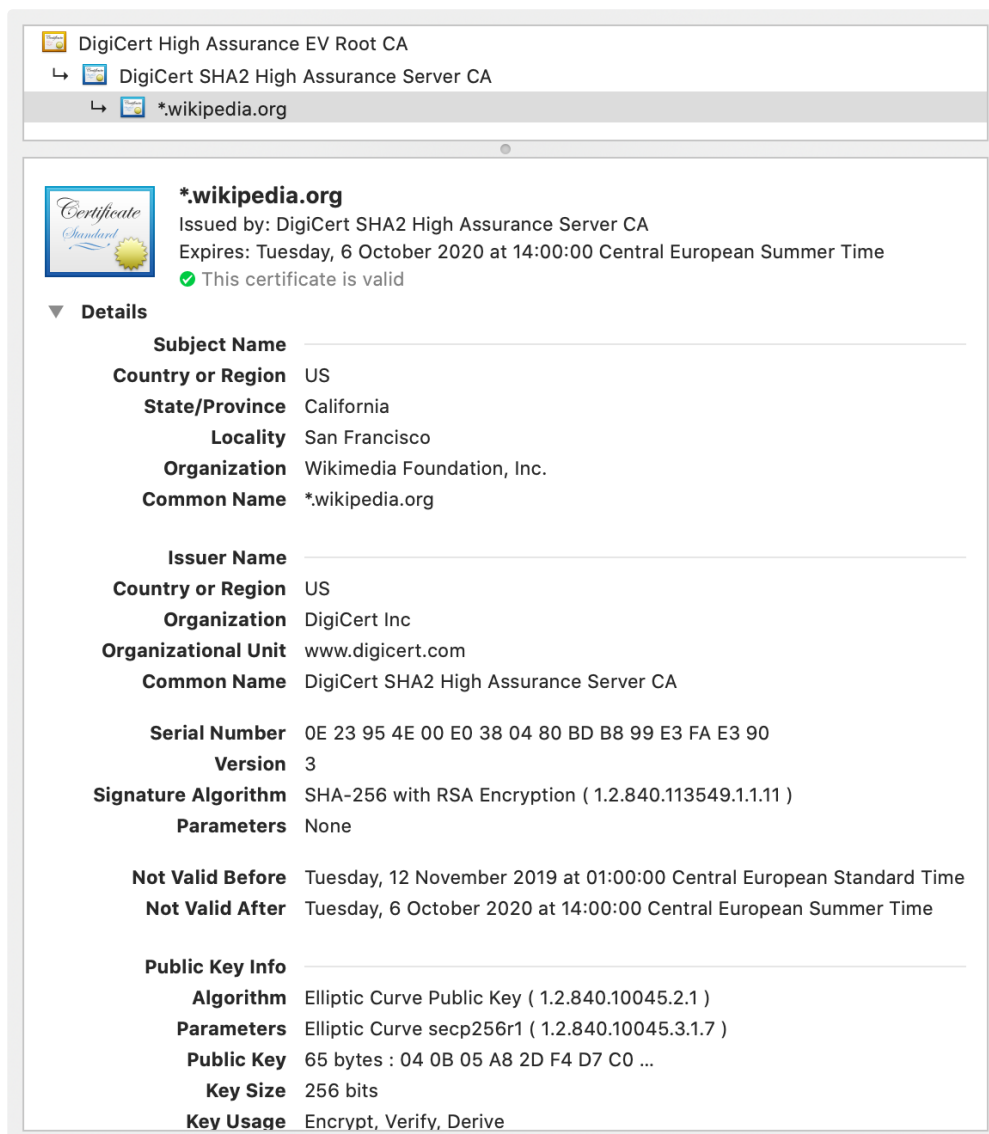 DigiCert High Assurance EV Root CA
DigiCert SHA2 High Assurance Server CA
*.wikipedia.org
Certificate
Standard
*.wikipedia.org
Issued by: DigiCert SHA2 High Assurance Server CA
Expires: Tuesday, 6 October 2020 at 14:00:00 Central European Summer Time
This certificate is valid
Details
Subject Name
Country or Region US
State/Province California
Locality San Francisco
Organization Wikimedia Foundation, Inc.
Common Name *.wikipedia.org
Issuer Name
Country or Region US
Organization DigiCert Inc
Organizational Unit www.digicert.com
Common Name DigiCert SHA2 High Assurance Server CA
Serial Number 0E 23 95 4E 00 E0 38 04 80 BD B8 99 E3 FA E3 90
Version 3
Signature Algorithm SHA-256 with RSA Encryption ( 1.2.840.113549.1.1.11 )
Parameters None
Not Valid Before Tuesday, 12 November 2019 at 01:00:00 Central European Standard Time
Not Valid After Tuesday, 6 October 2020 at 14:00:00 Central European Summer Time
Public Key Info
Algorithm Elliptic Curve Public Key ( 1.2.840.10045.2.1 )
Parameters Elliptic Curve secp256r1 ( 1.2.840.10045.3.1.7 )
Public Key 65 bytes : 04 0B 05 A8 2D F4 D7 C0 ...
Key Size 256 bits
Key Usage Encrypt, Verify, Derive